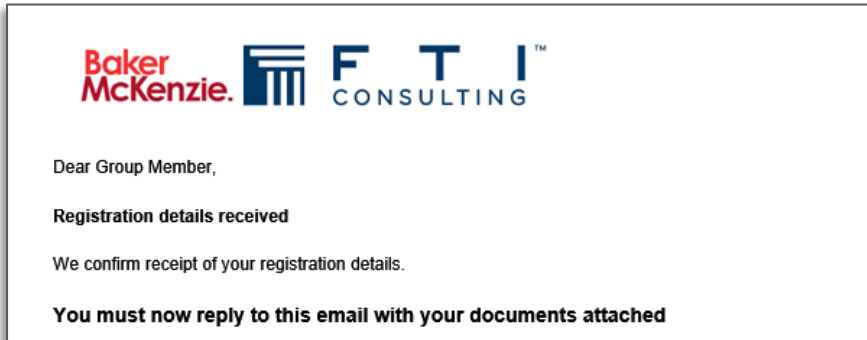 Baker
McKenzie.
F T I™
CONSULTING
Dear Group Member,
Registration details received
We confirm receipt of your registration details.
You must now reply to this email with your documents attached